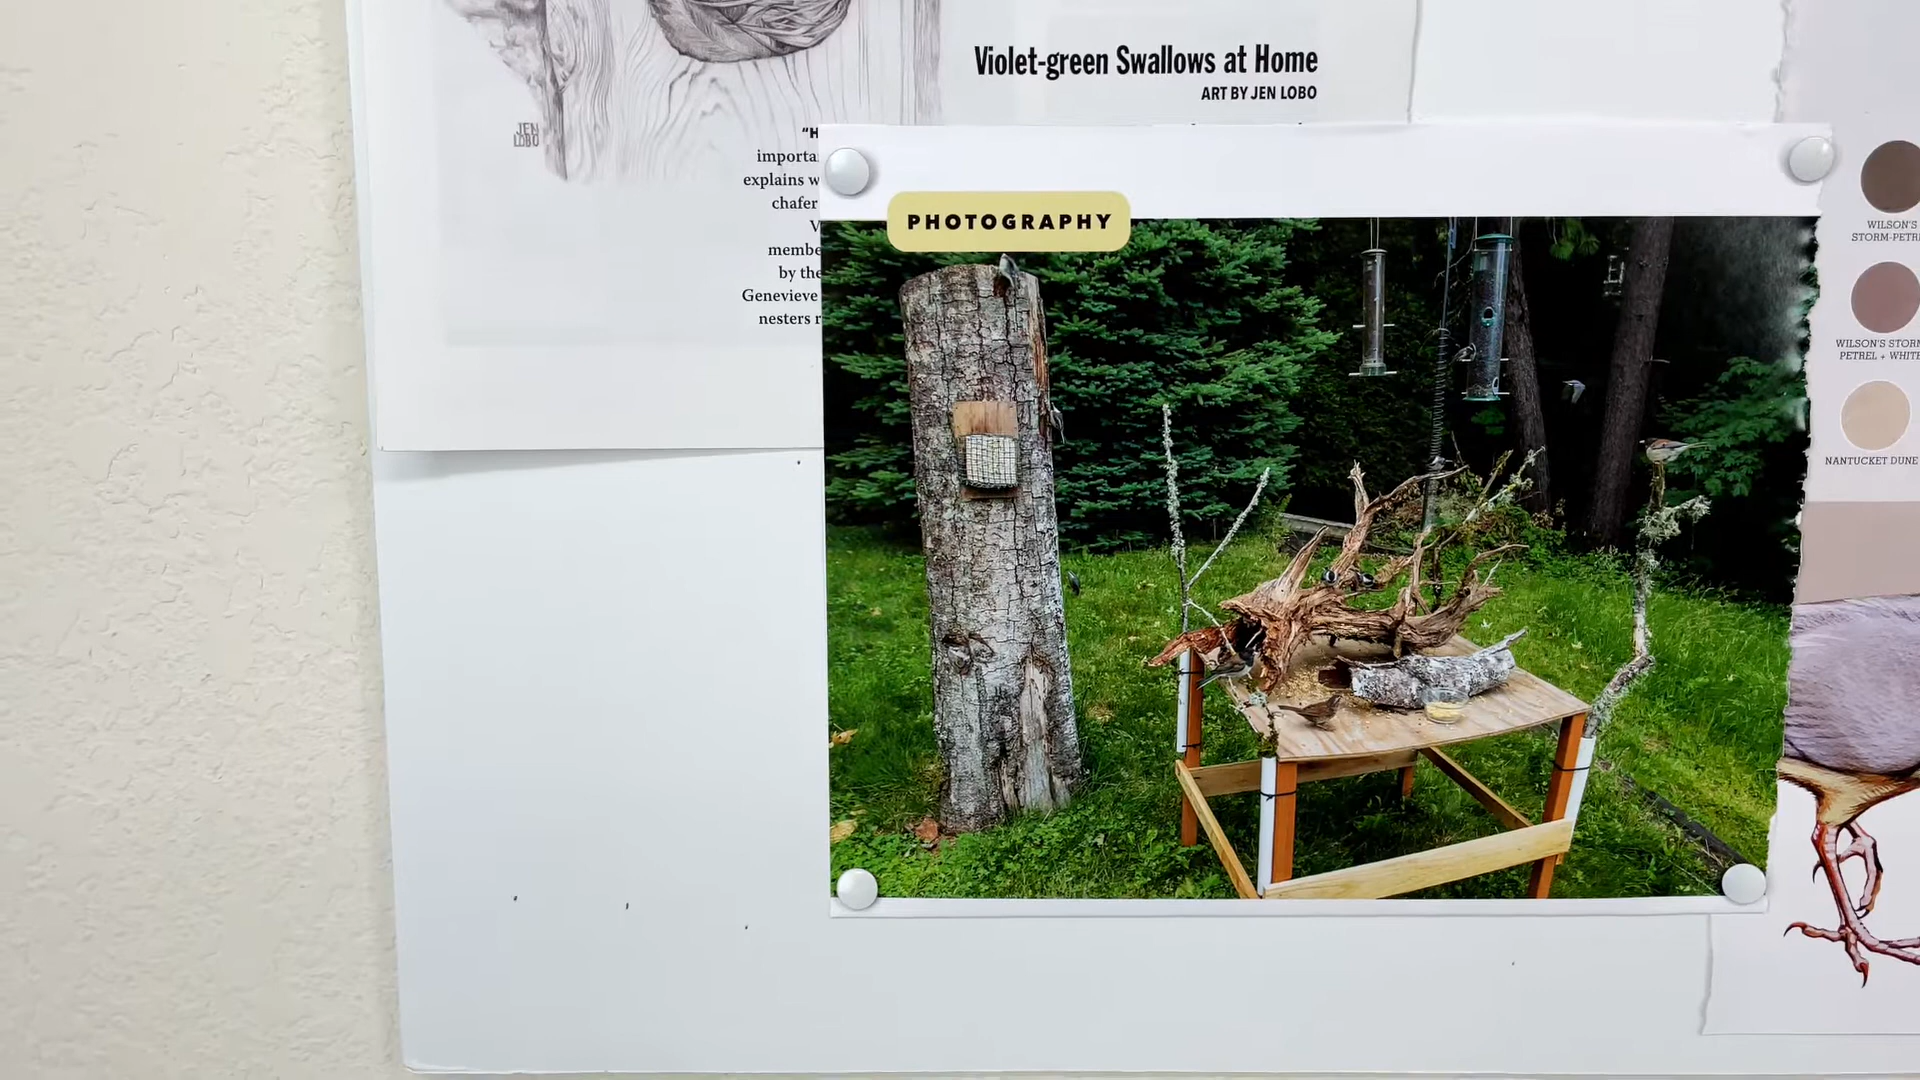 Violet-green Swallows at Home
ART BY JEN LOBO
JEN
LOBO
"H
importa
explains w
chafer
V
membe
by the
Genevieve
nesters r
PHOTOGRAPHY
WILSON'S
STORM-PETRE
WILSON'S STORM
PETREL + WHITE
NANTUCKET DUNE